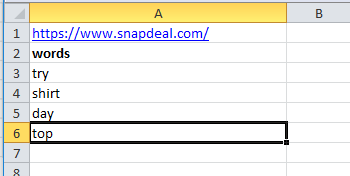 A B
1 https://www.snapdeal.com/
2 words
3 try
4 shirt
5 day
6 top
7
8